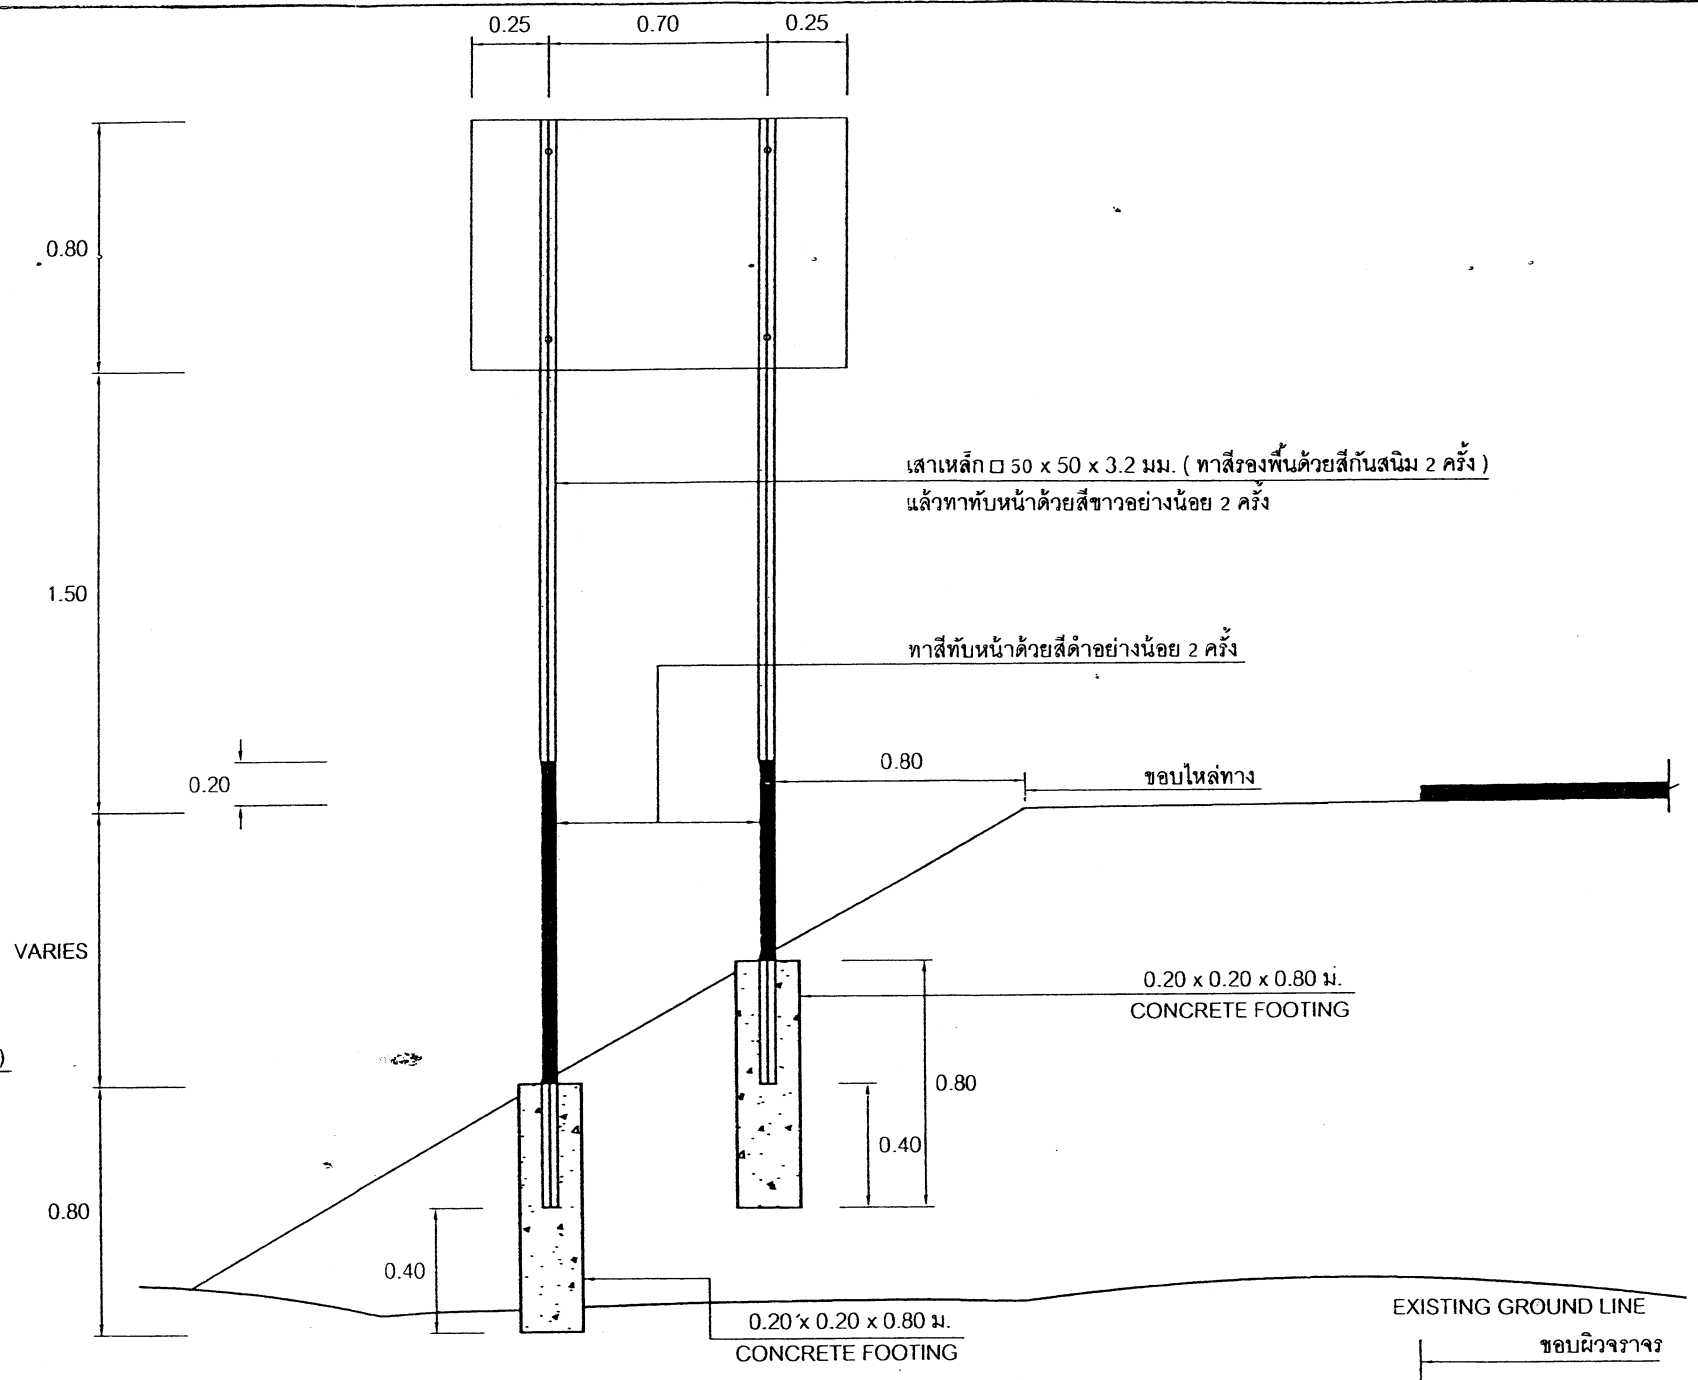 0.25 0.70 0.25
0.80
เสาเหล็ก □ 50 x 50 x 3.2 มม. ( ทาสีรองพื้นด้วยสีกันสนิม 2 ครั้ง )
แล้วทาทับหน้าด้วยสีขาวอย่างน้อย 2 ครั้ง
1.50
ทาสีทับหน้าด้วยสีดำอย่างน้อย 2 ครั้ง
0.80
ขอบไหล่ทาง
0.20
VARIES
0.20 x 0.20 x 0.80 ม.
CONCRETE FOOTING
)
0.80
0.40
0.80
0.40
0.20 x 0.20 x 0.80 ม.
CONCRETE FOOTING
EXISTING GROUND LINE
ขอบผิวจราจร